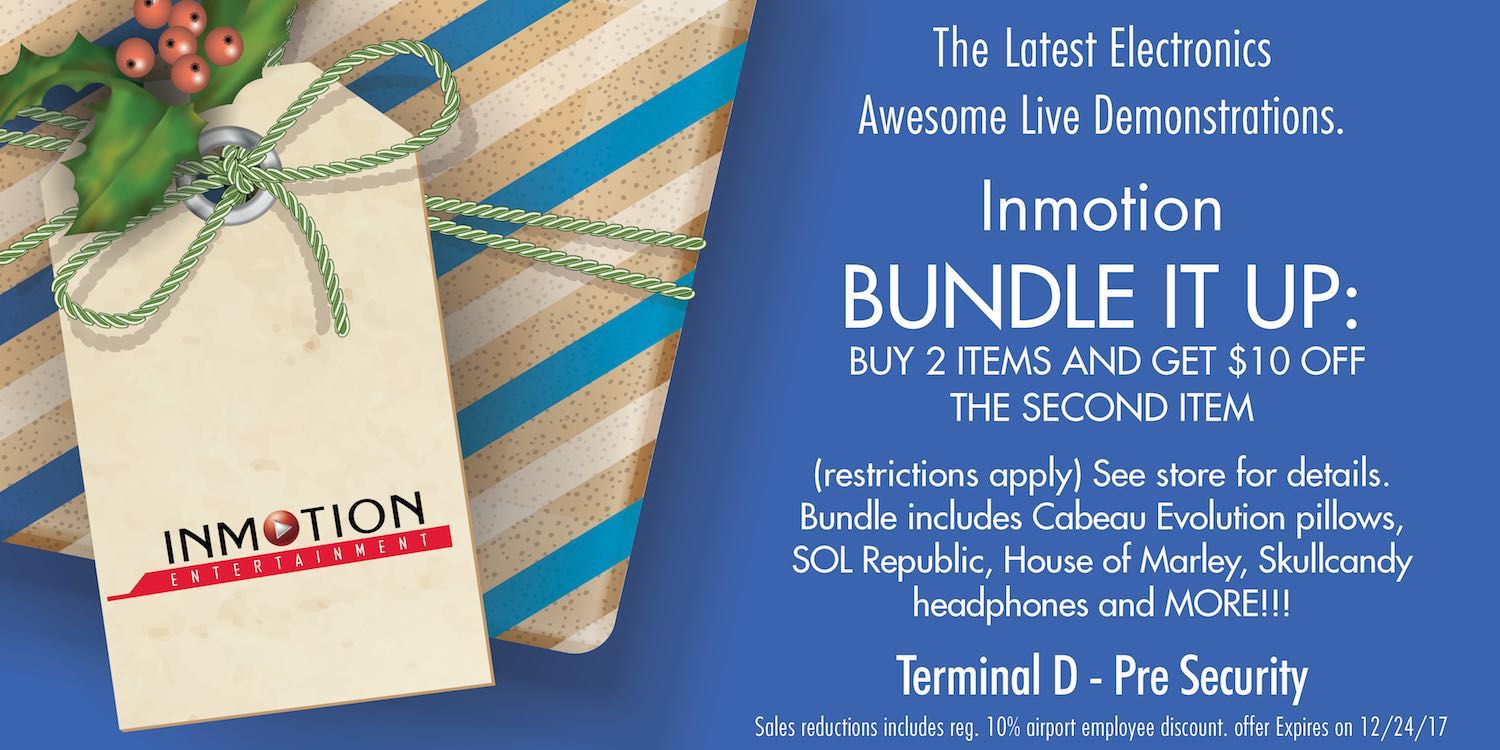 INMOTION
ENTERTAINMENT
The Latest Electronics
Awesome Live Demonstrations.
Inmotion
BUNDLE IT UP:
BUY 2 ITEMS AND GET $10 OFF
THE SECOND ITEM
(restrictions apply) See store for details.
Bundle includes Cabeau Evolution pillows,
SOL Republic, House of Marley, Skullcandy
headphones and MORE!!!
Terminal D - Pre Security
Sales reductions includes reg. 10% airport employee discount. offer Expires on 12/24/17